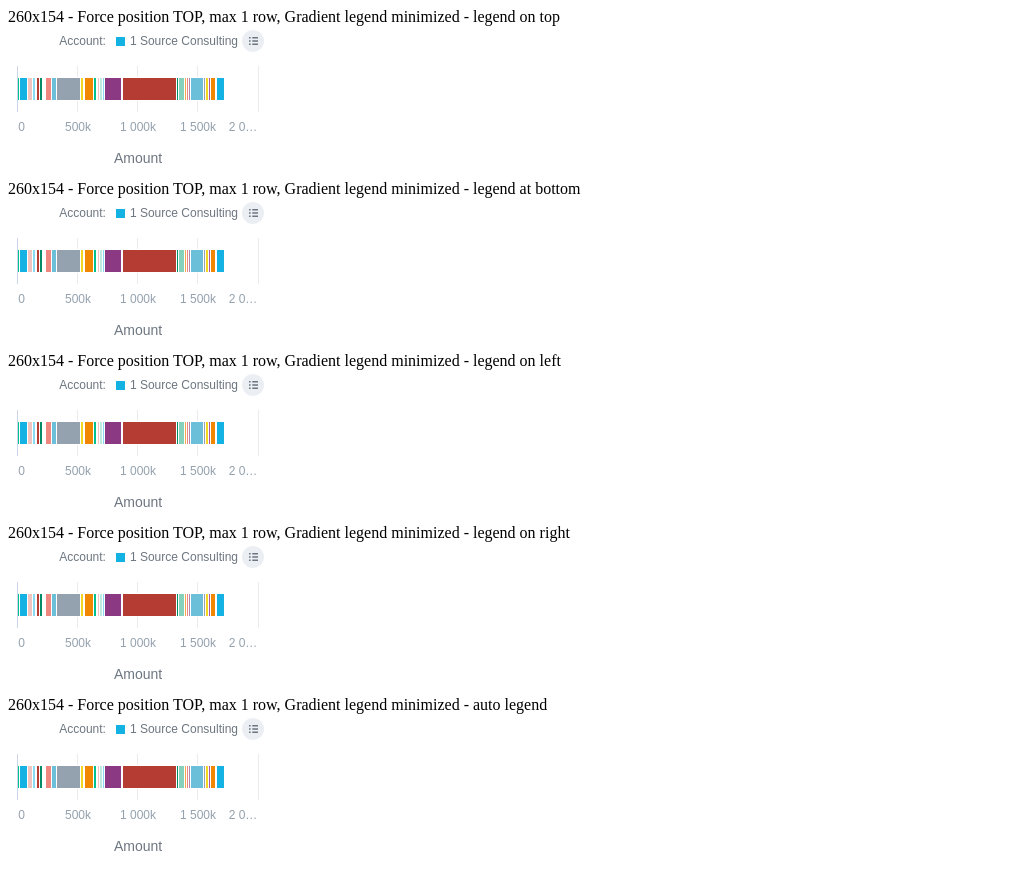 260x154 - Force position TOP, max 1 row, Gradient legend minimized - legend on top
Account: 1 Source Consulting
0 500k 1 000k 1 500k 2 0…
Amount
260x154 - Force position TOP, max 1 row, Gradient legend minimized - legend at bottom
Account: 1 Source Consulting
0 500k 1 000k 1 500k 2 0…
Amount
260x154 - Force position TOP, max 1 row, Gradient legend minimized - legend on left
Account: 1 Source Consulting
0 500k 1 000k 1 500k 2 0…
Amount
260x154 - Force position TOP, max 1 row, Gradient legend minimized - legend on right
Account: 1 Source Consulting
0 500k 1 000k 1 500k 2 0…
Amount
260x154 - Force position TOP, max 1 row, Gradient legend minimized - auto legend
Account: 1 Source Consulting
0 500k 1 000k 1 500k 2 0…
Amount